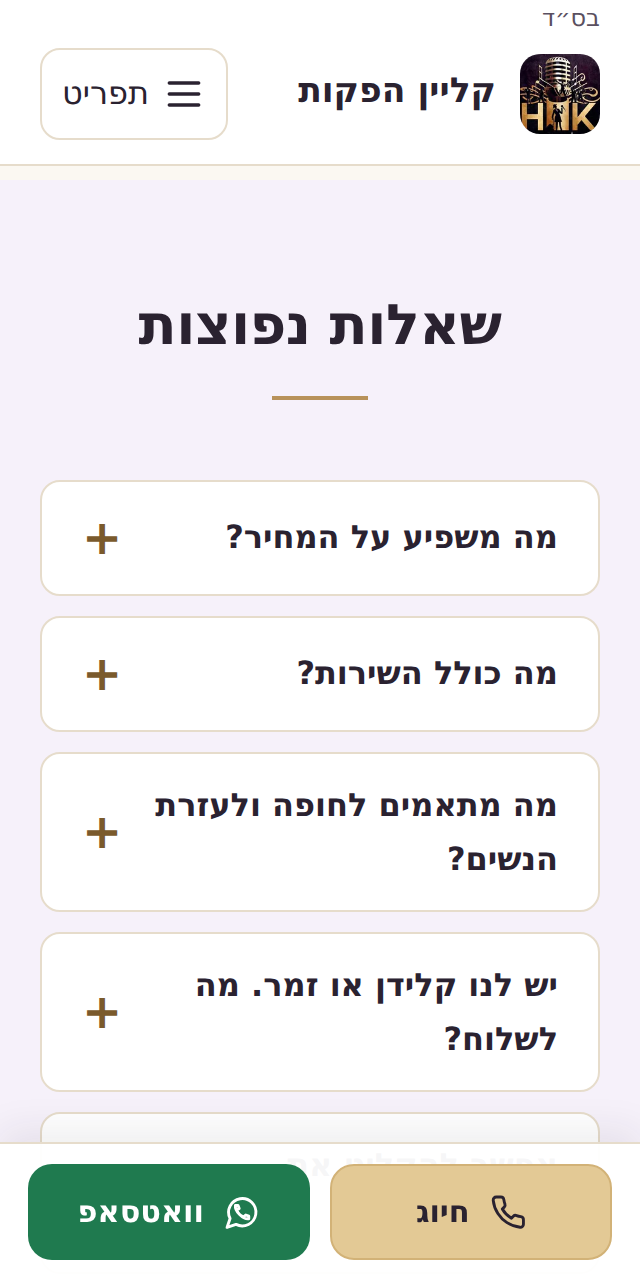 בס״ד
קליין הפקות
HK
תפריט
שאלות נפוצות
מה משפיע על המחיר?
מה כולל השירות?
מה מתאמים לחופה ולעזרת
הנשים?
יש לנו קלידן או זמר. מה
לשלוח?
חיוג
וואטסאפ